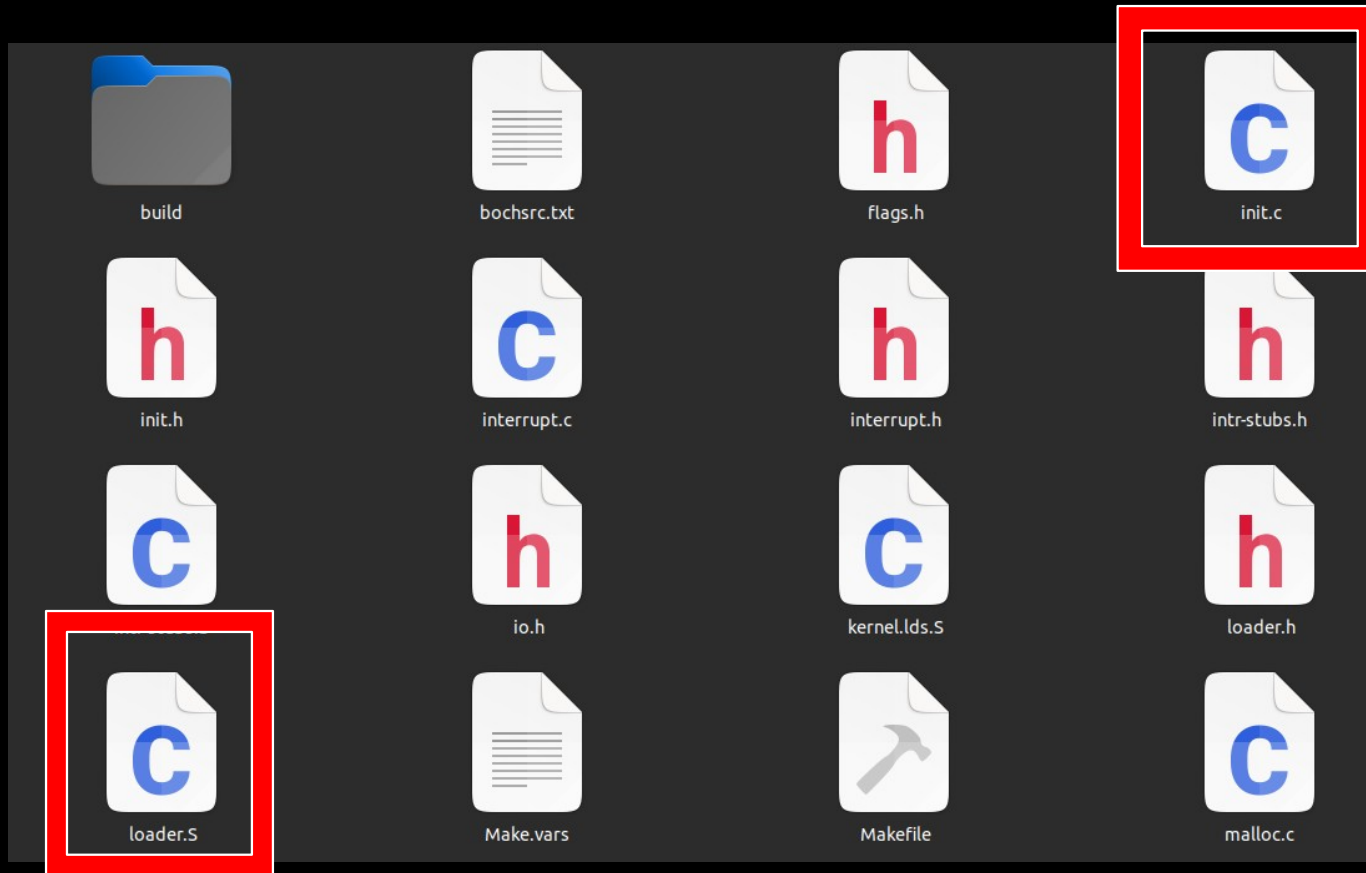 build
bochsrc.txt
flags.h
init.c
init.h
interrupt.c
interrupt.h
intr-stubs.h
io.h
kernel.lds.S
loader.h
loader.S
Make.vars
Makefile
malloc.c